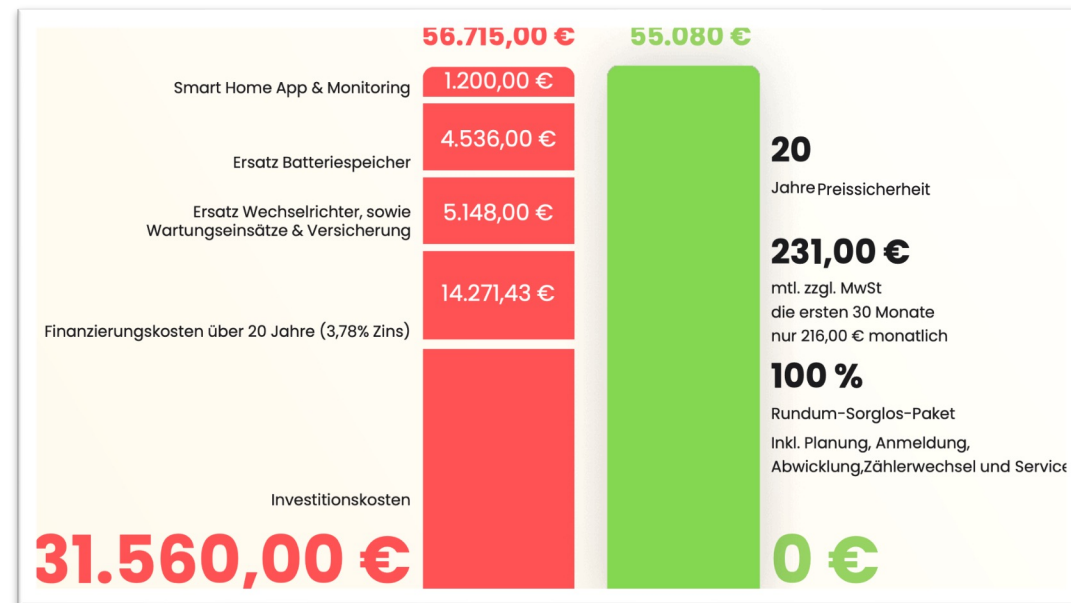 56.715,00 €
55.080 €
Smart Home App & Monitoring
1.200,00 €
Ersatz Batteriespeicher
4.536,00 €
Ersatz Wechselrichter, sowie
Wartungseinsätze & Versicherung
5.148,00 €
Finanzierungskosten über 20 Jahre (3,78% Zins)
14.271,43 €
Investitionskosten
31.560,00 €
20
Jahre Preissicherheit
231,00 €
mtl. zzgl. MwSt
die ersten 30 Monate
nur 216,00 € monatlich
100 %
Rundum-Sorglos-Paket
Inkl. Planung, Anmeldung,
Abwicklung,Zählerwechsel und Service
0 €